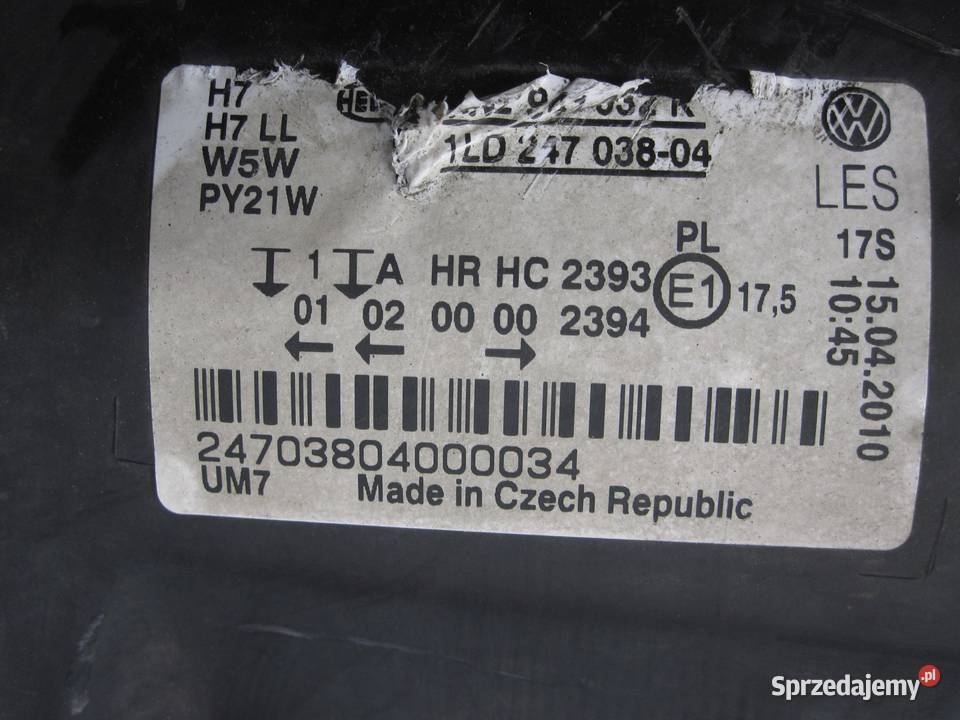 H7
H7 LL
W5W
PY21W
1LD 247 038-04
VW
LES
17S
15.04.2010
10:45
PL
1 A HR HC 2393 E1 17,5
01 02 00 00 2394
24703804000034
UM7 Made in Czech Republic
Sprzedajemy.pl